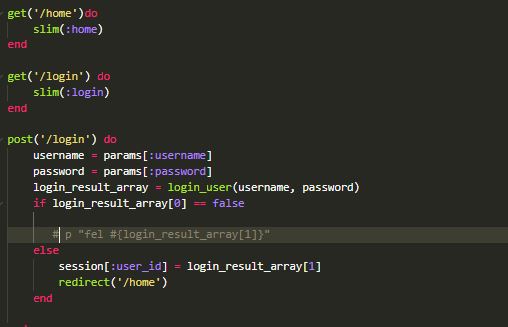 get('/home')do
slim(:home)
end
get('/login') do
slim(:login)
end
post('/login') do
username = params[:username]
password = params[:password]
login_result_array = login_user(username, password)
if login_result_array[0] == false
# p "fel #{login_result_array[1]}"
else
session[:user_id] = login_result_array[1]
redirect('/home')
end